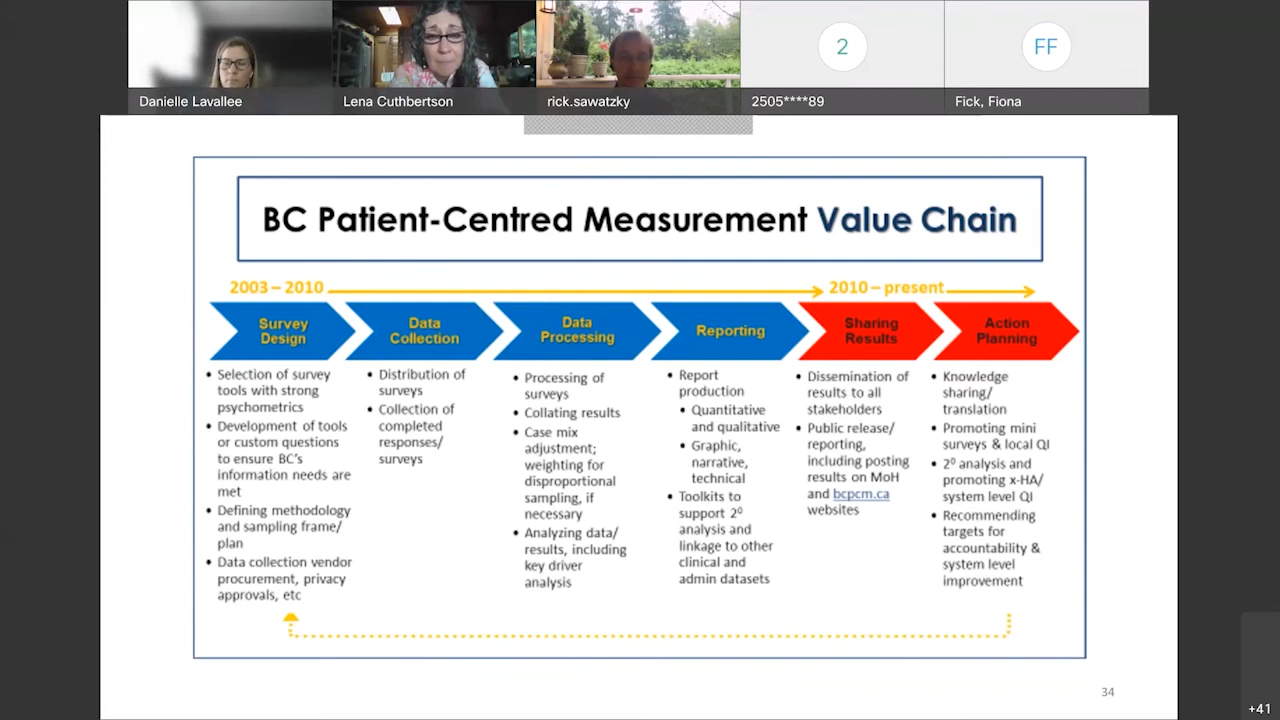 2
FF
Danielle Lavallee
Lena Cuthbertson
rick.sawatzky
2505****89
Fick, Fiona
BC Patient-Centred Measurement Value Chain
2003 – 2010
2010 – present
Survey
Design
Data
Collection
Data
Processing
Reporting
Sharing
Results
Action
Planning
• Selection of survey
tools with strong
psychometrics
• Development of tools
or custom questions
to ensure BC's
information needs are
met
• Defining methodology
and sampling frame/
plan
• Data collection vendor
procurement, privacy
approvals, etc
• Distribution of
surveys
• Collection of
completed
responses/
surveys
• Processing of
surveys
• Collating results
• Case mix
adjustment;
weighting for
disproportional
sampling, if
necessary
• Analyzing data/
results, including
key driver
analysis
• Report
production
• Quantitative
and qualitative
• Graphic,
narrative,
technical
• Toolkits to
support 2⁰
analysis and
linkage to other
clinical and
admin datasets
• Dissemination of
results to all
stakeholders
• Public release/
reporting,
including posting
results on MoH
and bcpcm.ca
websites
• Knowledge
sharing/
translation
• Promoting mini
surveys & local QI
• 2⁰ analysis and
promoting x-HA/
system level QI
• Recommending
targets for
accountability &
system level
improvement
34
+41